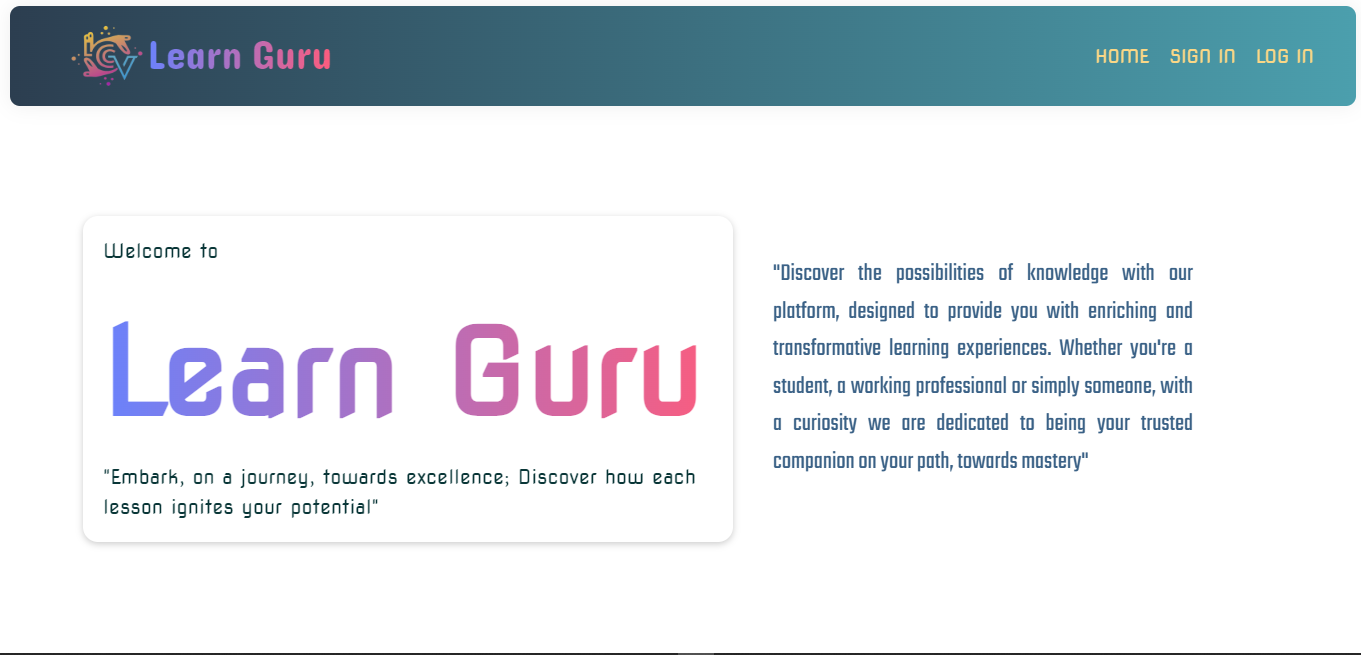 Learn Guru
HOME SIGN IN LOG IN
Welcome to
Learn Guru
"Embark, on a journey, towards excellence; Discover how each
lesson ignites your potential"
"Discover the possibilities of knowledge with our
platform, designed to provide you with enriching and
transformative learning experiences. Whether you're a
student, a working professional or simply someone, with
a curiosity we are dedicated to being your trusted
companion on your path, towards mastery"